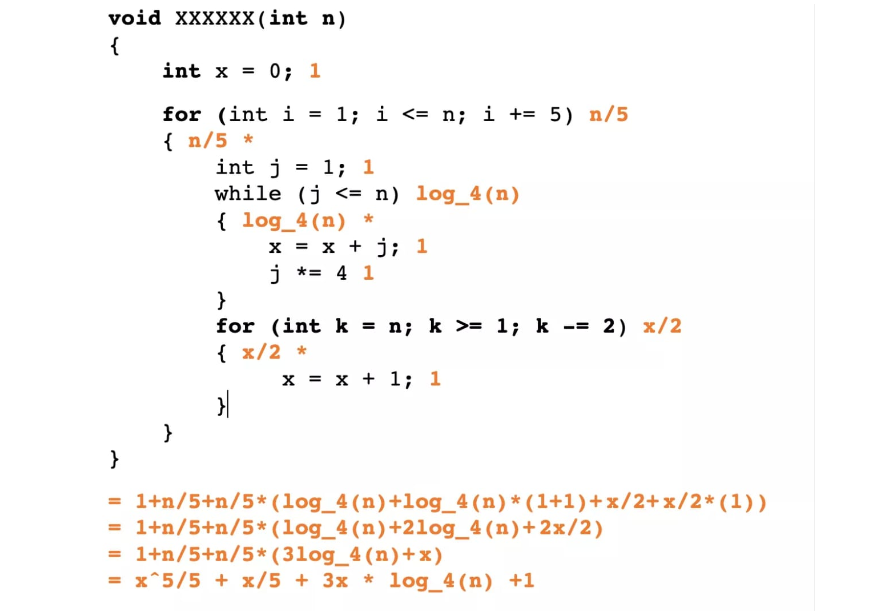 void XXXXXX(int n)
{
int x = 0; 1
for (int i = 1; i <= n; i += 5) n/5
{ n/5 *
int j = 1; 1
while (j <= n) log_4(n)
{ log_4(n) *
x = x + j; 1
j *= 4 1
}
for (int k = n; k >= 1; k -= 2) x/2
{ x/2 *
x = x + 1; 1
}
}
}
= 1+n/5+n/5*(log_4(n)+log_4(n)*(1+1)+x/2+x/2*(1))
= 1+n/5+n/5*(log_4(n)+2log_4(n)+2x/2)
= 1+n/5+n/5*(3log_4(n)+x)
= x^5/5 + x/5 + 3x * log_4(n) +1